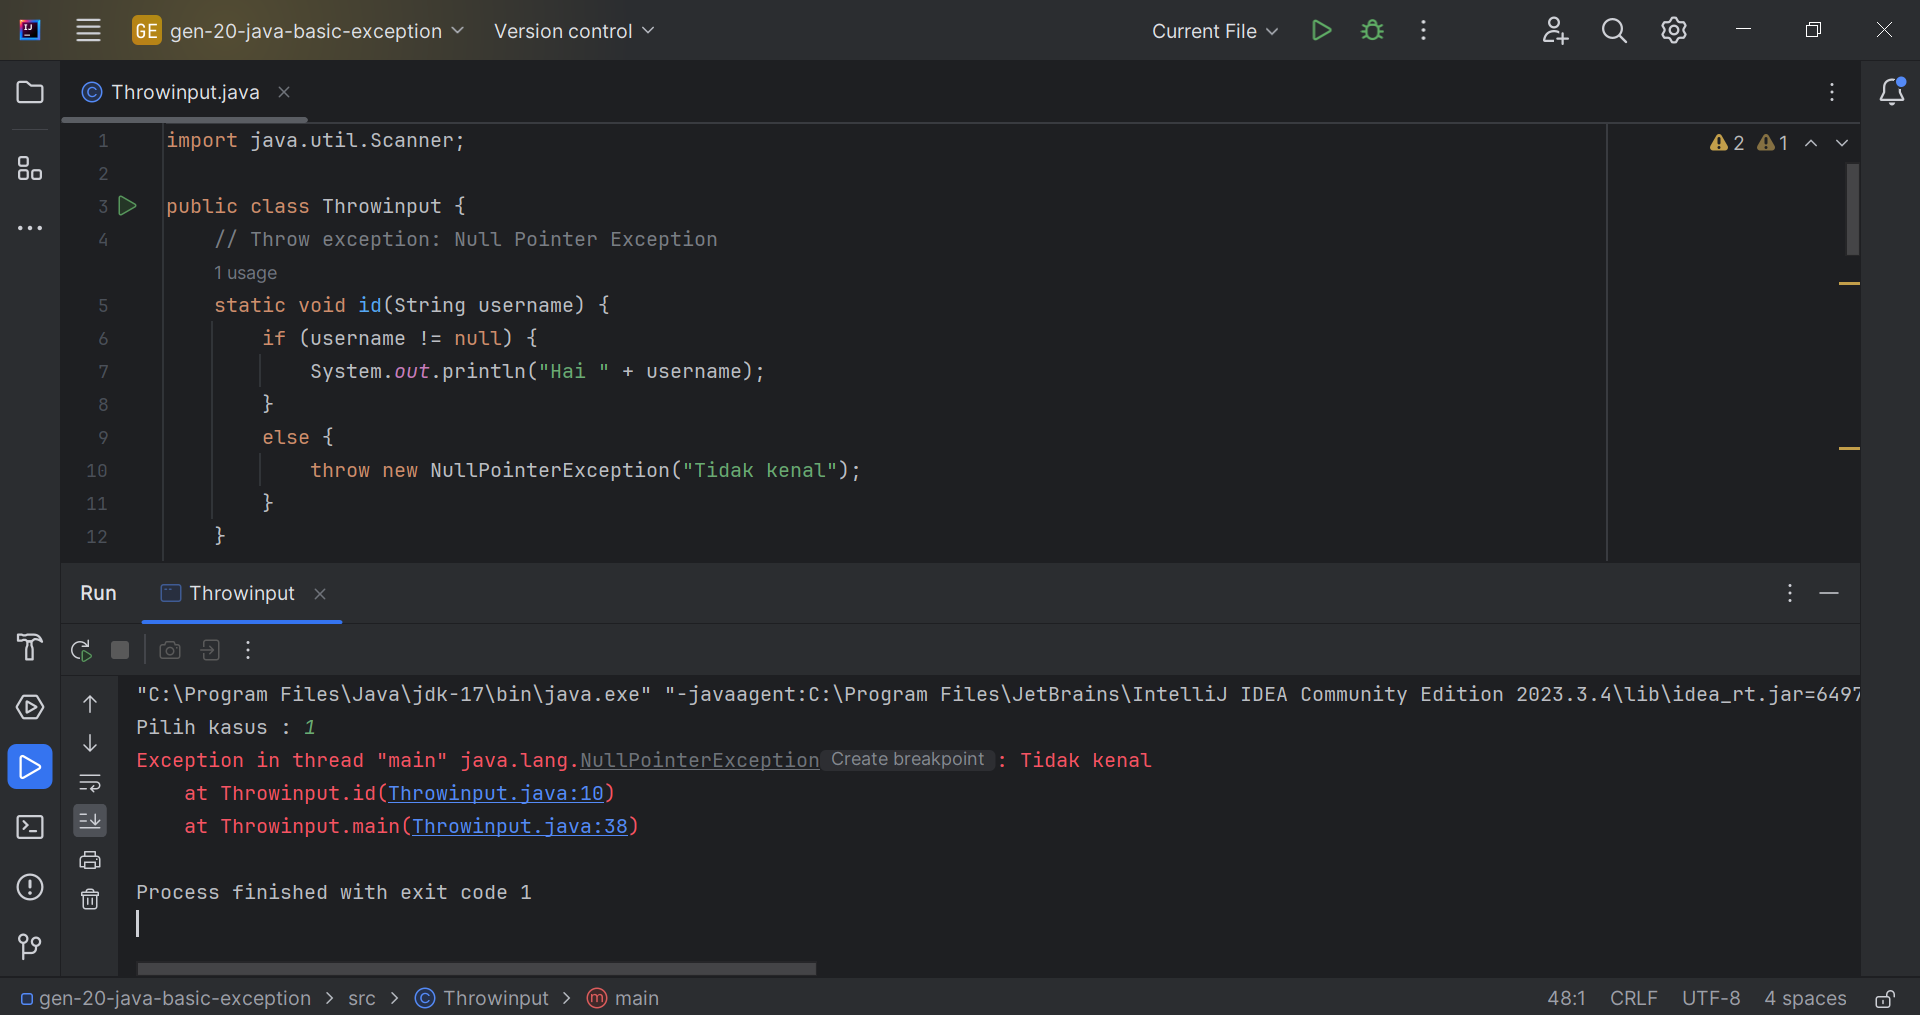 GE gen-20-java-basic-exception Version control Current File
Throwinput.java
1 import java.util.Scanner; 2 1
2
3 public class Throwinput {
4 // Throw exception: Null Pointer Exception
1 usage
5 static void id(String username) {
6 if (username != null) {
7 System.out.println("Hai " + username);
8 }
9 else {
10 throw new NullPointerException("Tidak kenal");
11 }
12 }
Run Throwinput
"C:\Program Files\Java\jdk-17\bin\java.exe" "-javaagent:C:\Program Files\JetBrains\IntelliJ IDEA Community Edition 2023.3.4\lib\idea_rt.jar=6497
Pilih kasus : 1
Exception in thread "main" java.lang.NullPointerException Create breakpoint : Tidak kenal
at Throwinput.id(Throwinput.java:10)
at Throwinput.main(Throwinput.java:38)
Process finished with exit code 1
gen-20-java-basic-exception > src > Throwinput > main 48:1 CRLF UTF-8 4 spaces